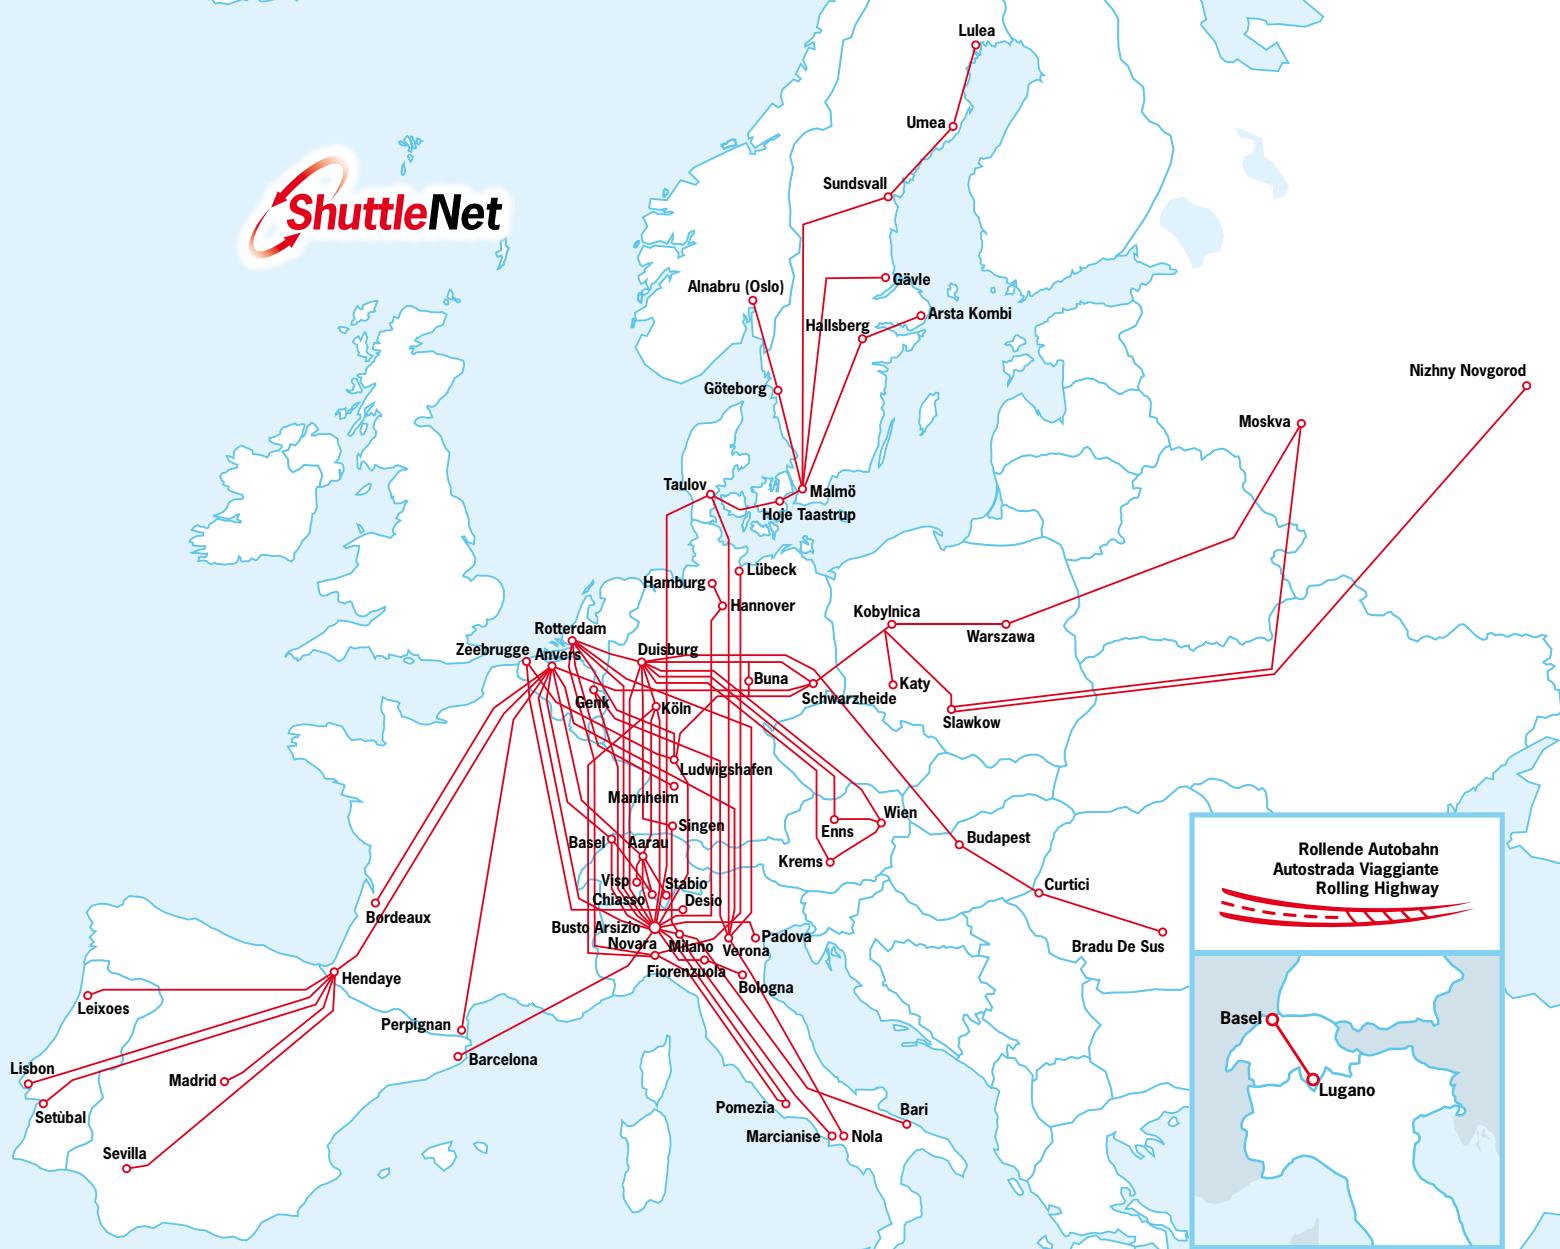 Lulea
Umea
Sundsvall
ShuttleNet
Gävle
Alnabru (Oslo)
Arsta Kombi
Hallsberg
Nizhny Novgorod
Göteborg
Moskva
Taulov
Malmö
Hoje Taastrup
Lübeck
Hamburg
Hannover
Kobylnica
Rotterdam
Warszawa
Zeebrugge
Anvers
Duisburg
Buna
Katy
Schwarzheide
Genk
Köln
Slawkow
Ludwigshafen
Mannheim
Wien
Singen
Enns
Basel
Aarau
Budapest
Krems
Visp
Stabio
Chiasso
Desio
Curtici
Bordeaux
Busto Arsizio
Novara
Milano
Padova
Verona
Bradu De Sus
Fiorenzuola
Bologna
Hendaye
Leixoes
Perpignan
Barcelona
Lisbon
Madrid
Setùbal
Sevilla
Pomezia
Bari
Marcianise
Nola
Rollende Autobahn
Autostrada Viaggiante
Rolling Highway
Basel
Lugano